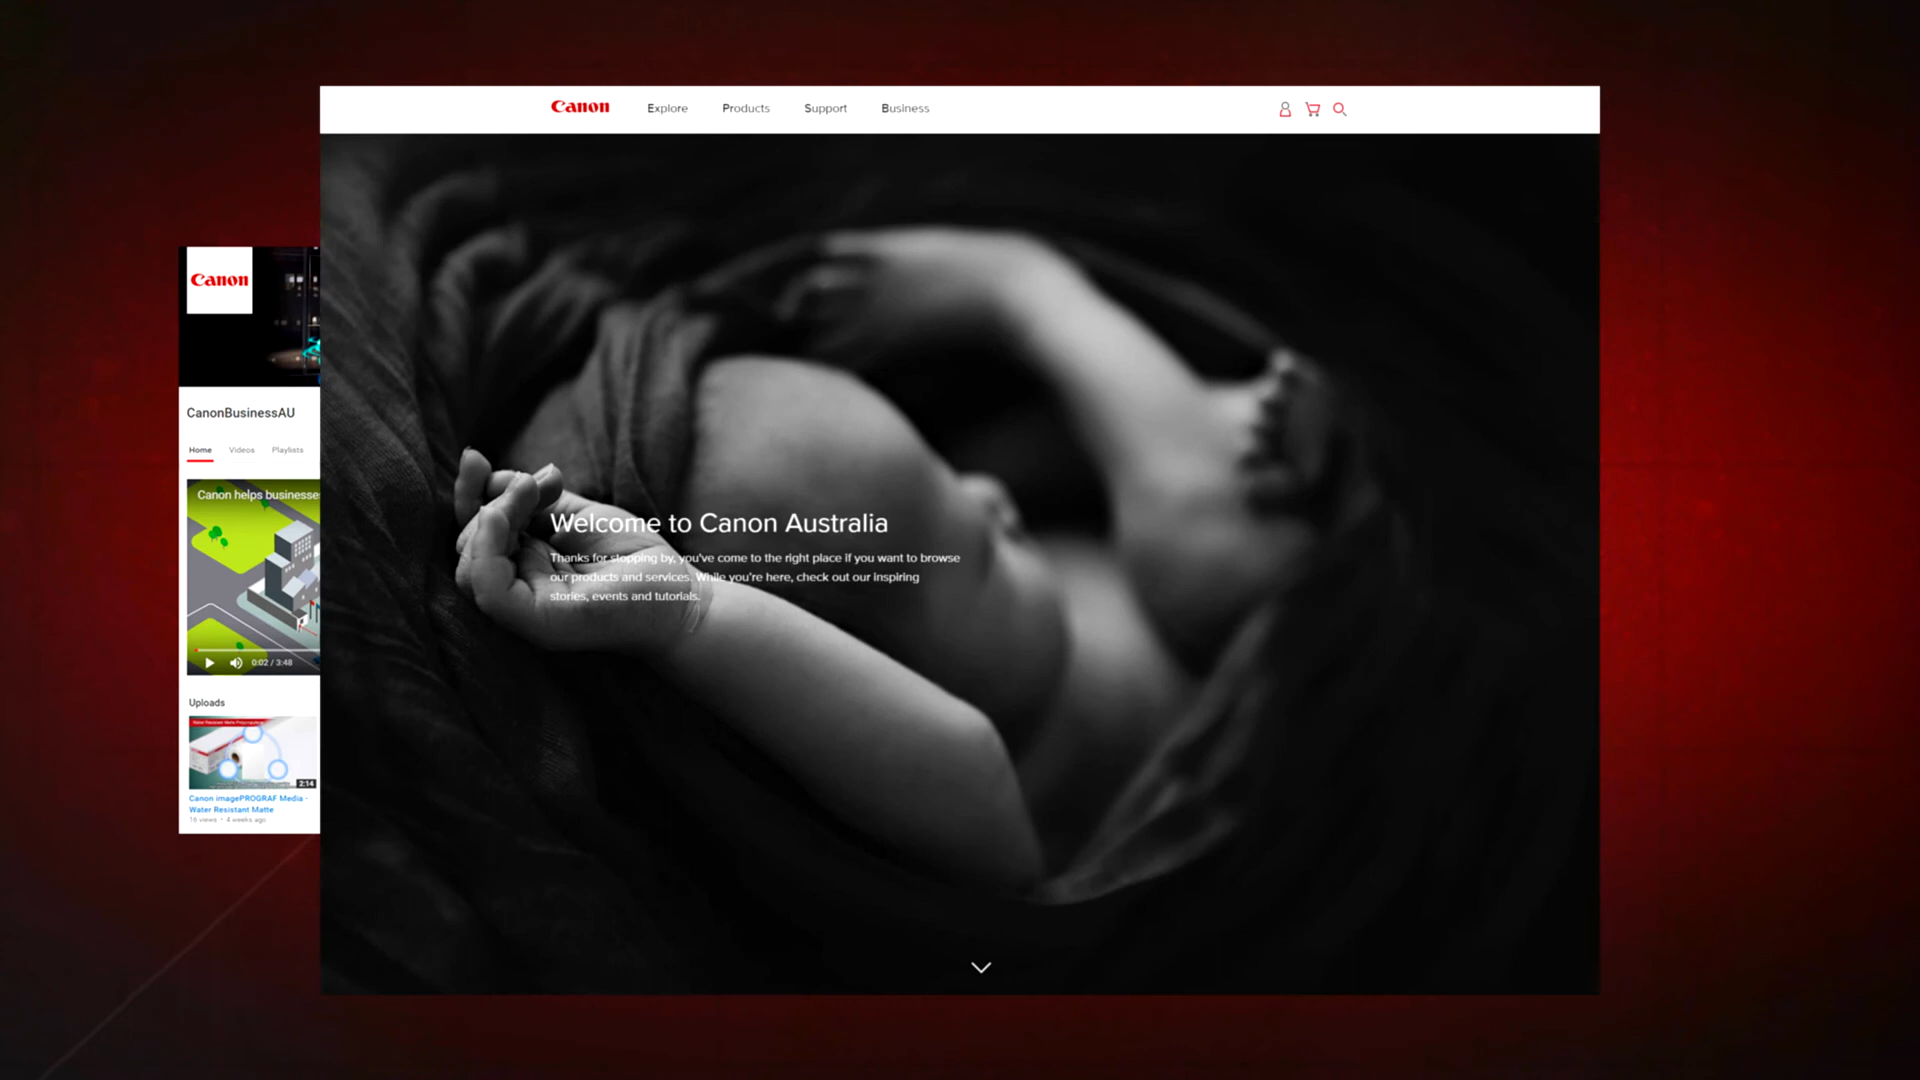 Canon
Explore
Products
Support
Business
Welcome to Canon Australia
Thanks for stopping by, you've come to the right place if you want to browse
our products and services. While you're here, check out our inspiring
stories, events and tutorials.
Canon
CanonBusinessAU
Home
Videos
Playlists
Canon helps businesse
0:02 / 3:48
Uploads
2:14
Canon imagePROGRAF Media -
Water Resistant Matte
16 views • 4 weeks ago